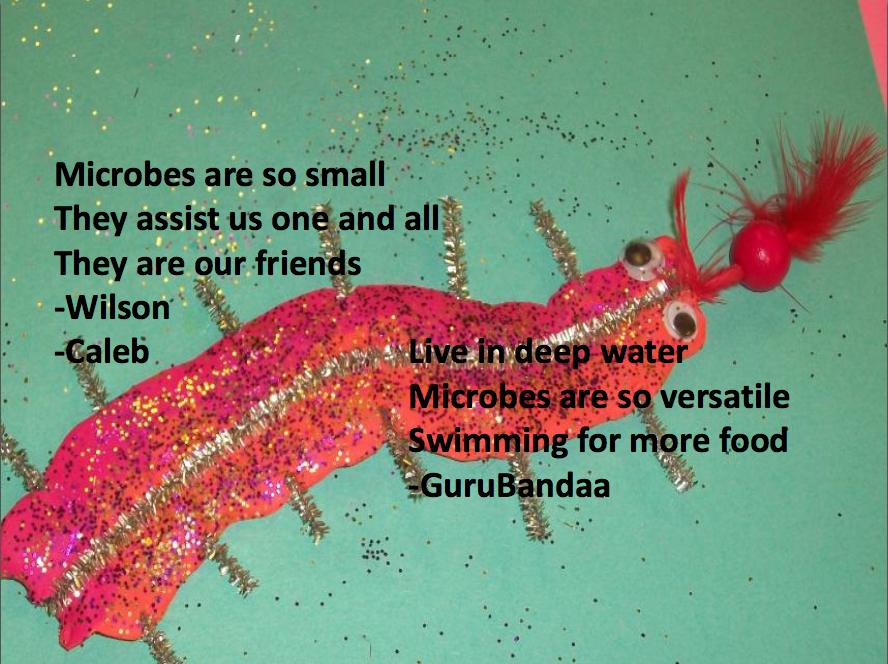 Microbes are so small
They assist us one and all
They are our friends
-Wilson
-Caleb
Live in deep water
Microbes are so versatile
Swimming for more food
-GuruBandaa